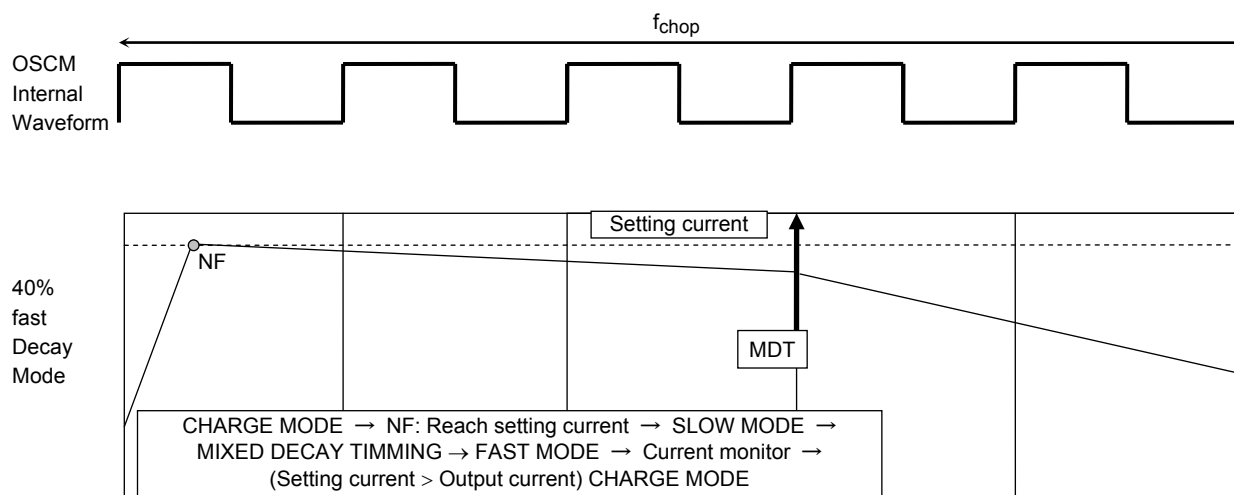 fchop
OSCM
Internal
Waveform
Setting current
NF
40%
fast
Decay
Mode
MDT
CHARGE MODE → NF: Reach setting current → SLOW MODE →
MIXED DECAY TIMMING → FAST MODE → Current monitor →
(Setting current > Output current) CHARGE MODE